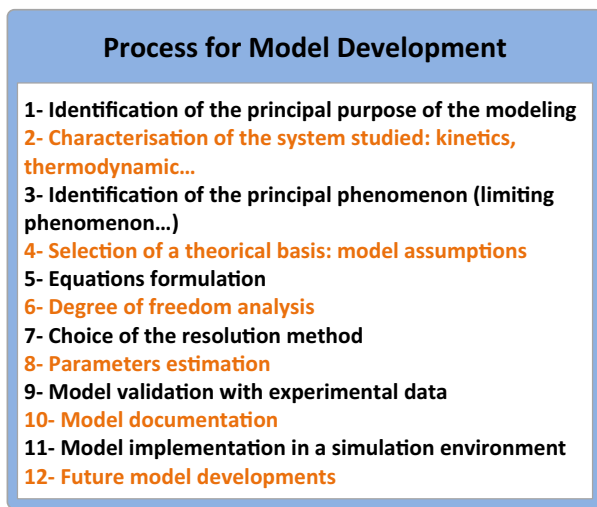 Process for Model Development
1- Identification of the principal purpose of the modeling
2- Characterisation of the system studied: kinetics,
thermodynamic…
3- Identification of the principal phenomenon (limiting
phenomenon…)
4- Selection of a theorical basis: model assumptions
5- Equations formulation
6- Degree of freedom analysis
7- Choice of the resolution method
8- Parameters estimation
9- Model validation with experimental data
10- Model documentation
11- Model implementation in a simulation environment
12- Future model developments